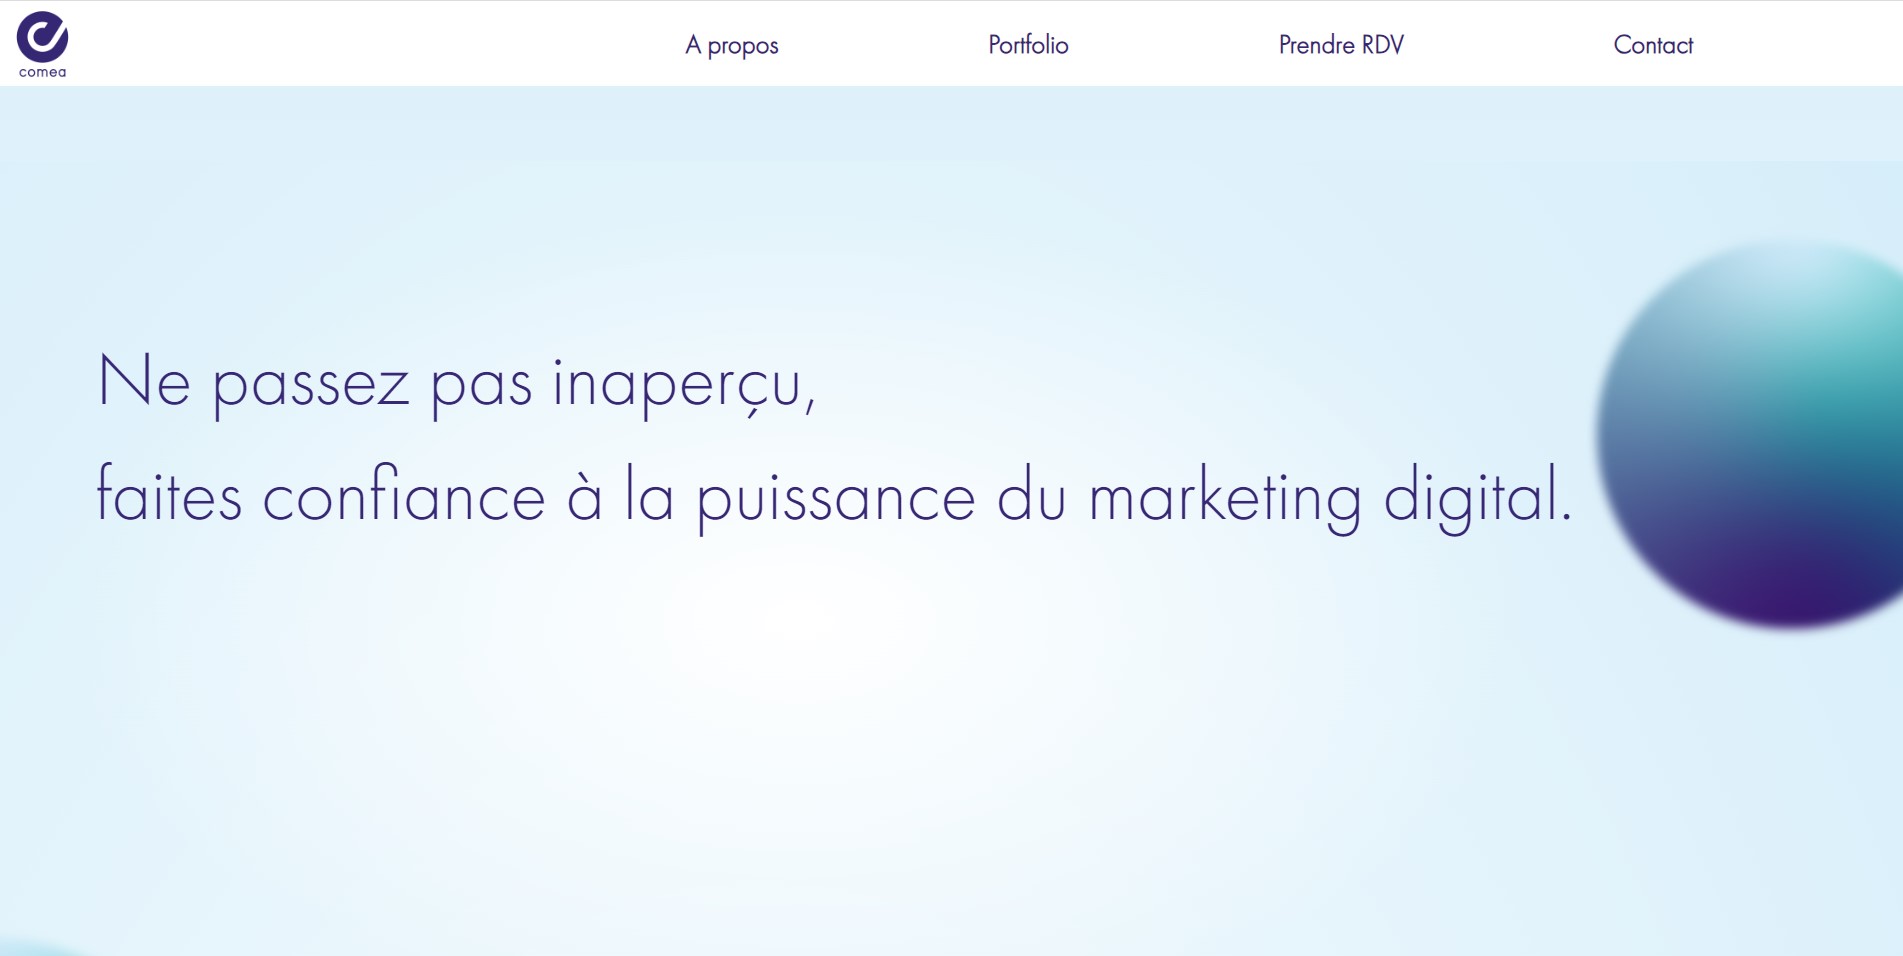 comea
A propos
Portfolio
Prendre RDV
Contact
Ne passez pas inaperçu,
faites confiance à la puissance du marketing digital.